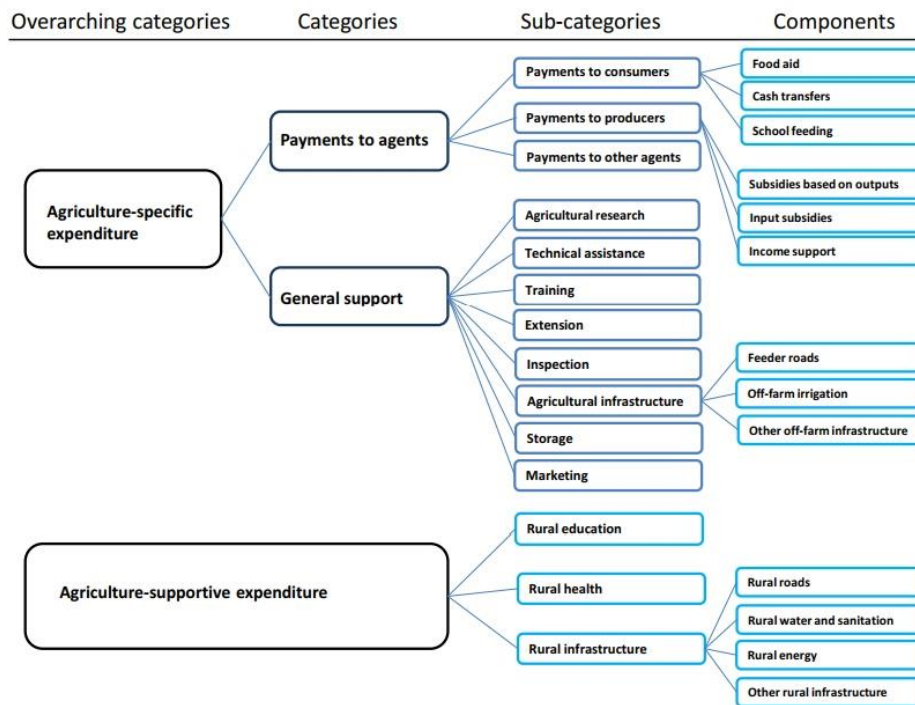 Overarching categories Categories Sub-categories Components
Payments to consumers
Food aid
Cash transfers
School feeding
Payments to agents
Payments to producers
Payments to other agents
Subsidies based on outputs
Input subsidies
Income support
Agriculture-specific
expenditure
General support
Agricultural research
Technical assistance
Training
Extension
Inspection
Agricultural infrastructure
Storage
Marketing
Feeder roads
Off-farm irrigation
Other off-farm infrastructure
Agriculture-supportive expenditure
Rural education
Rural health
Rural infrastructure
Rural roads
Rural water and sanitation
Rural energy
Other rural infrastructure